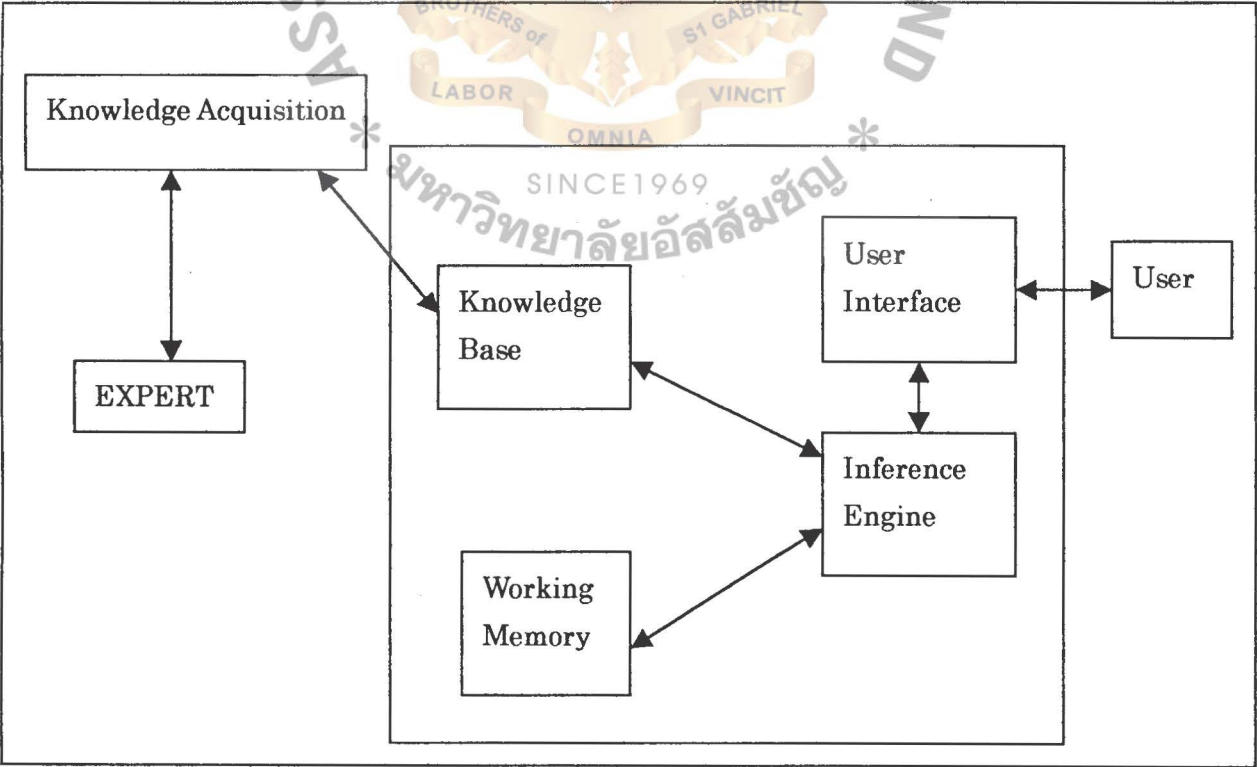 BROTHERS of
ST GABRIEL
LABOR
VINCIT
OMNIA
SINCE1969
มหาวิทยาลัยอัสสัมชัญ
Knowledge Acquisition
EXPERT
Knowledge
Base
Working
Memory
User
Interface
Inference
Engine
User